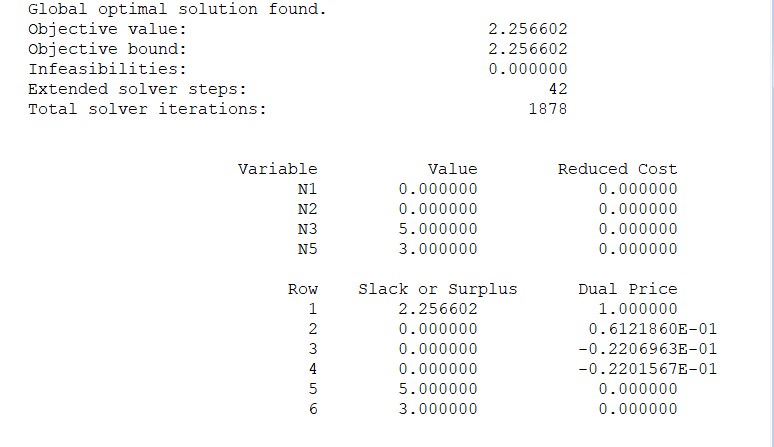 Global optimal solution found.
Objective value: 2.256602
Objective bound: 2.256602
Infeasibilities: 0.000000
Extended solver steps: 42
Total solver iterations: 1878
Variable Value Reduced Cost
N1 0.000000 0.000000
N2 0.000000 0.000000
N3 5.000000 0.000000
N5 3.000000 0.000000
Row Slack or Surplus Dual Price
1 2.256602 1.000000
2 0.000000 0.6121860E-01
3 0.000000 -0.2206963E-01
4 0.000000 -0.2201567E-01
5 5.000000 0.000000
6 3.000000 0.000000